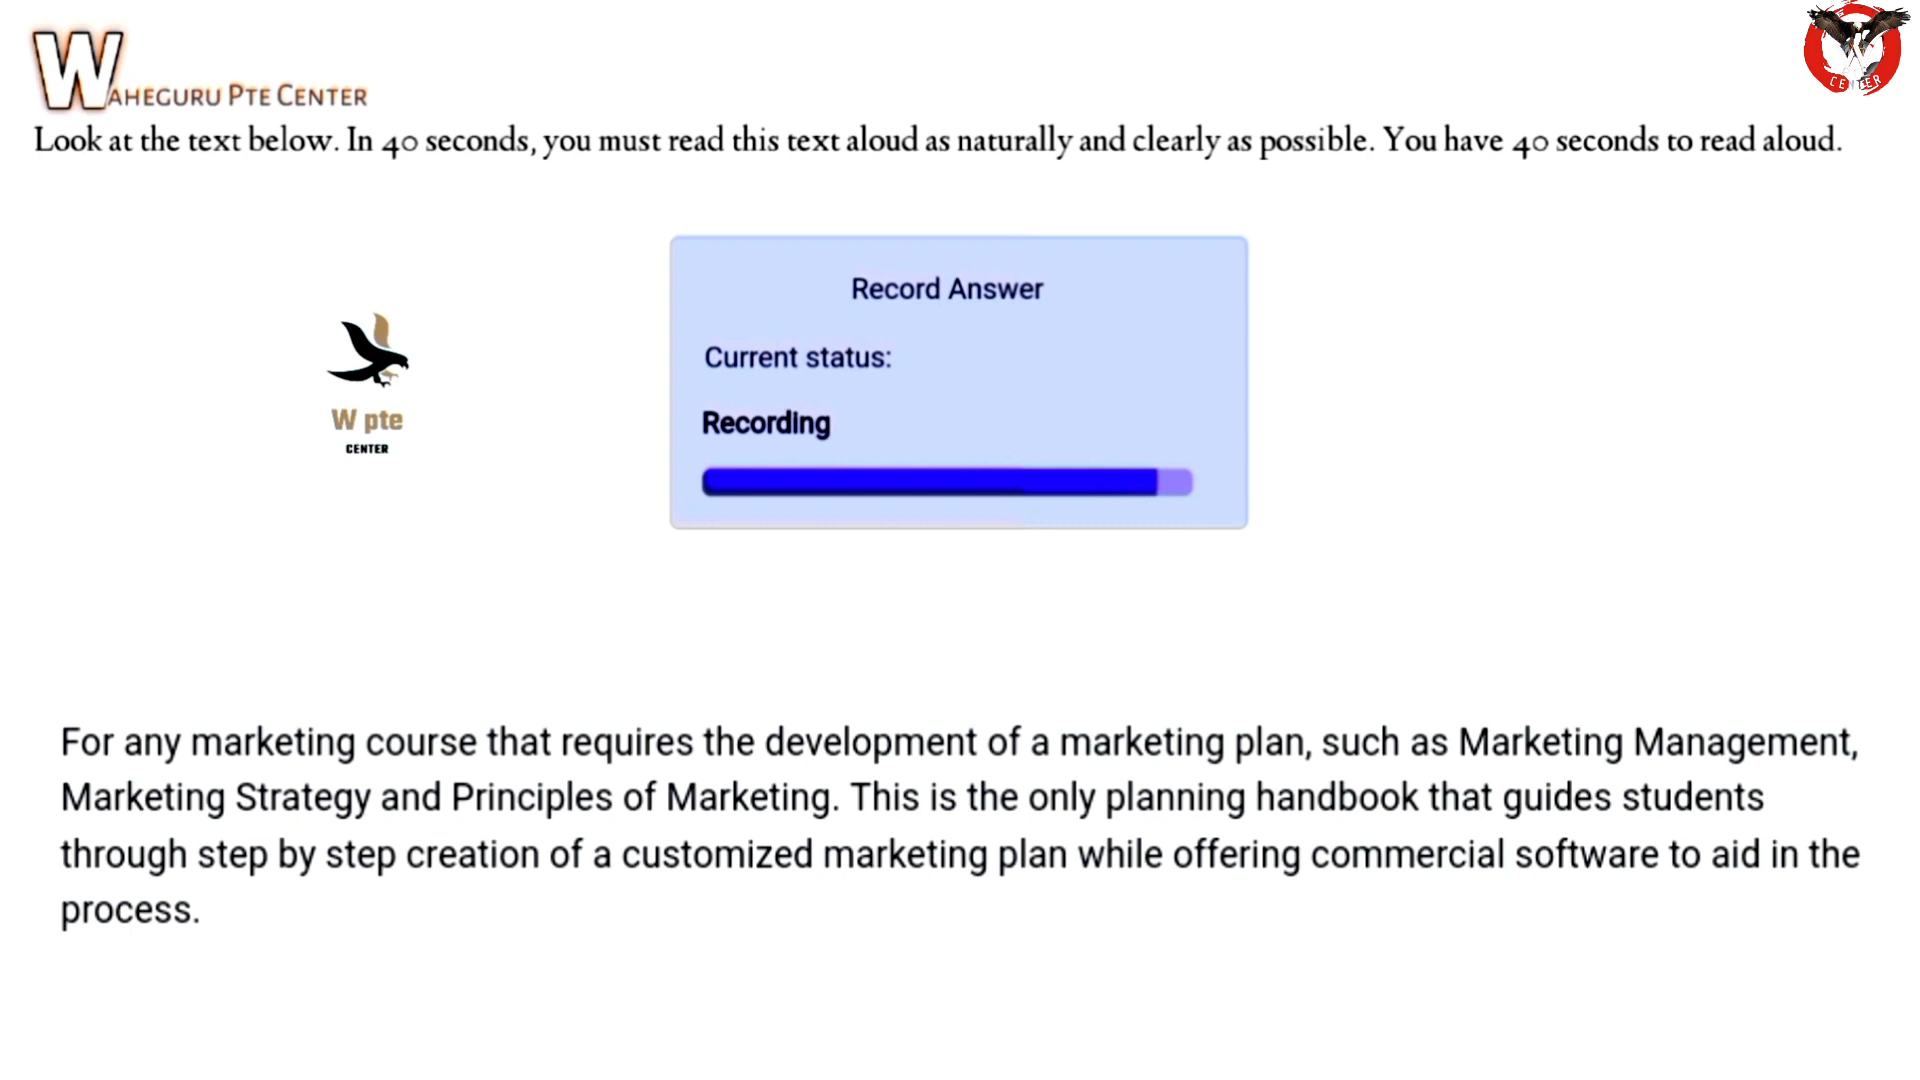 WAHEGURU PTE CENTER
CENTER
Look at the text below. In 40 seconds, you must read this text aloud as naturally and clearly as possible. You have 40 seconds to read aloud.
Record Answer
Current status:
Recording
W pte
CENTER
For any marketing course that requires the development of a marketing plan, such as Marketing Management,
Marketing Strategy and Principles of Marketing. This is the only planning handbook that guides students
through step by step creation of a customized marketing plan while offering commercial software to aid in the
process.